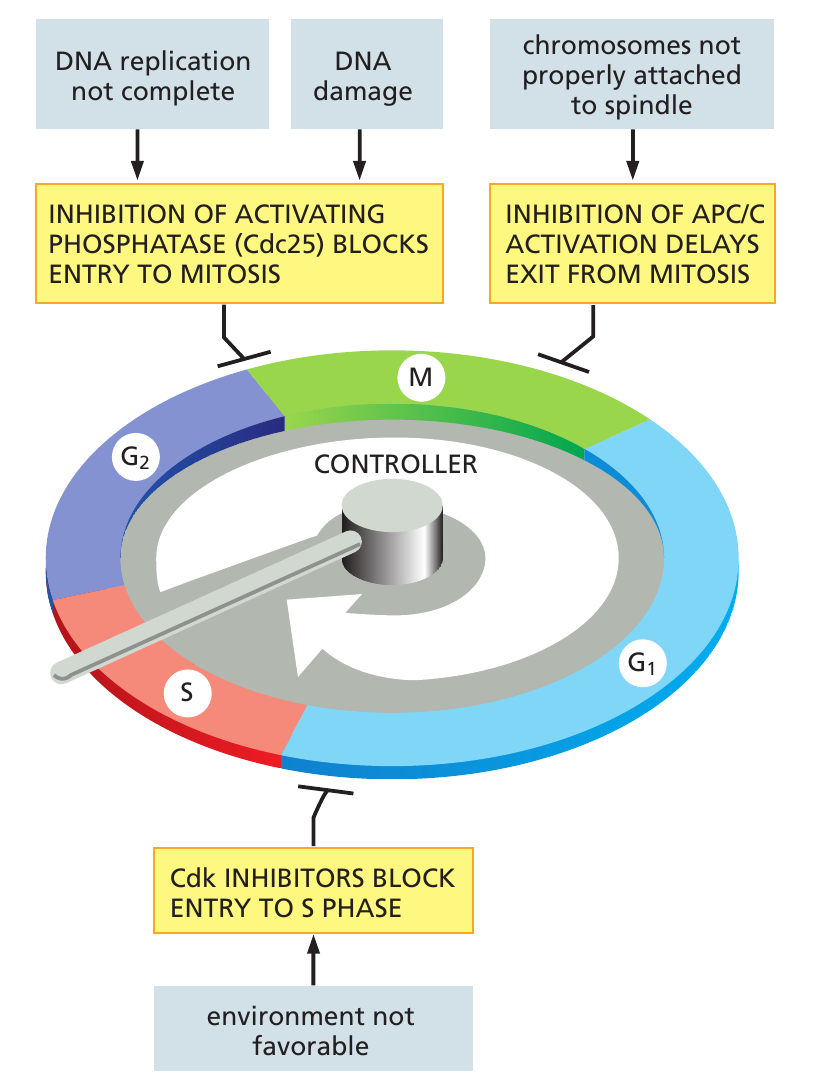 DNA replication
not complete
DNA
damage
chromosomes not
properly attached
to spindle
INHIBITION OF ACTIVATING
PHOSPHATASE (Cdc25) BLOCKS
ENTRY TO MITOSIS
INHIBITION OF APC/C
ACTIVATION DELAYS
EXIT FROM MITOSIS
M
G₂
CONTROLLER
G₁
S
Cdk INHIBITORS BLOCK
ENTRY TO S PHASE
environment not
favorable